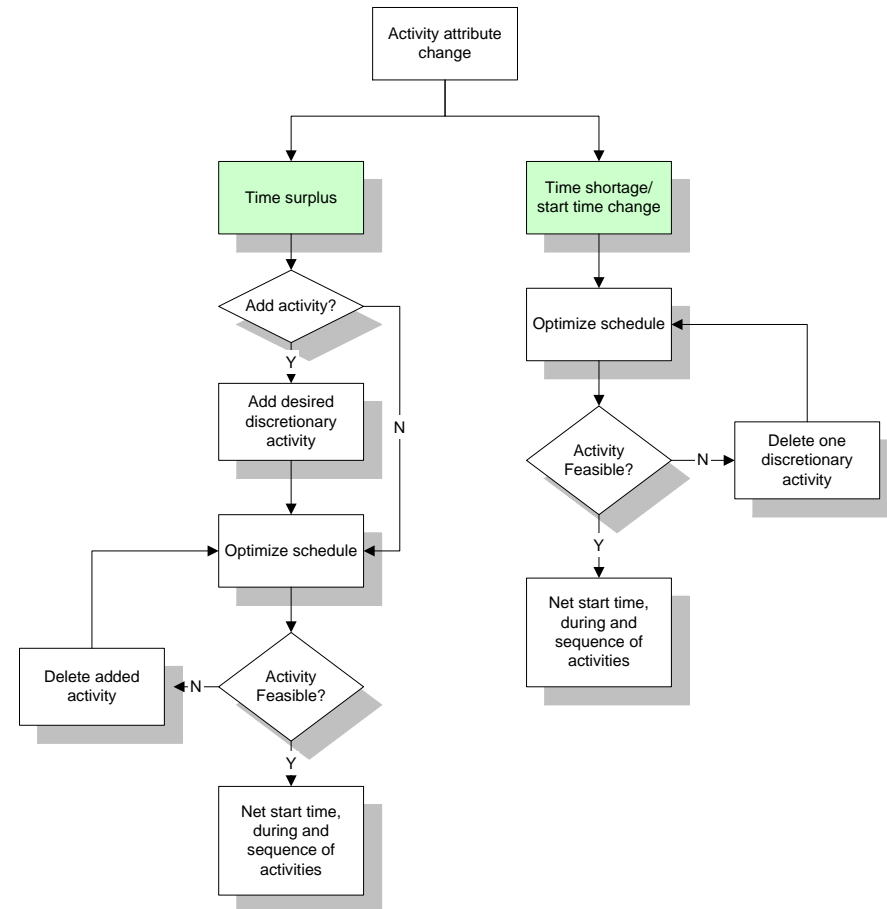 Activity attribute
change
Time surplus
Time shortage/
start time change
Add activity?
Y
N
Add desired
discretionary
activity
Optimize schedule
Activity
Feasible?
N
Delete added
activity
Y
Net start time,
during and
sequence of
activities
Optimize schedule
Activity
Feasible?
N
Delete one
discretionary
activity
Y
Net start time,
during and
sequence of
activities